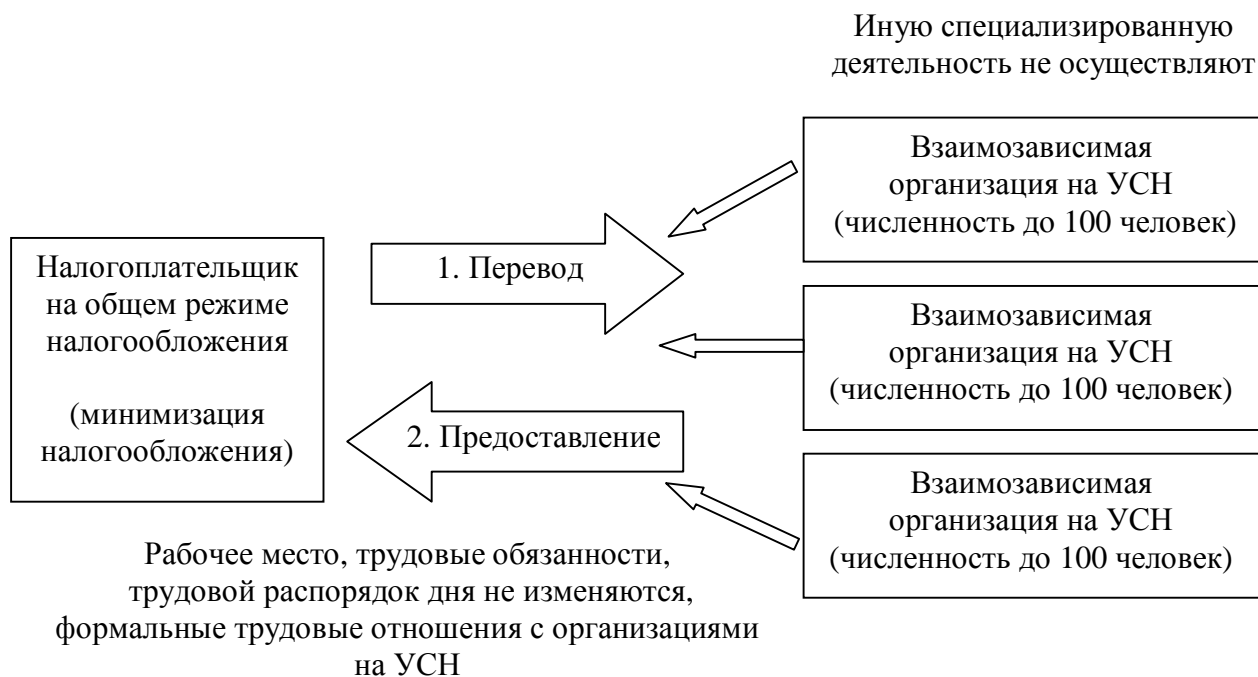 Иную специализированную
деятельность не осуществляют
Взаимозависимая
организация на УСН
(численность до 100 человек)
Налогоплательщик
на общем режиме
налогообложения
(минимизация
налогообложения)
1. Перевод
Взаимозависимая
организация на УСН
(численность до 100 человек)
2. Предоставление
Взаимозависимая
организация на УСН
(численность до 100 человек)
Рабочее место, трудовые обязанности,
трудовой распорядок дня не изменяются,
формальные трудовые отношения с организациями
на УСН